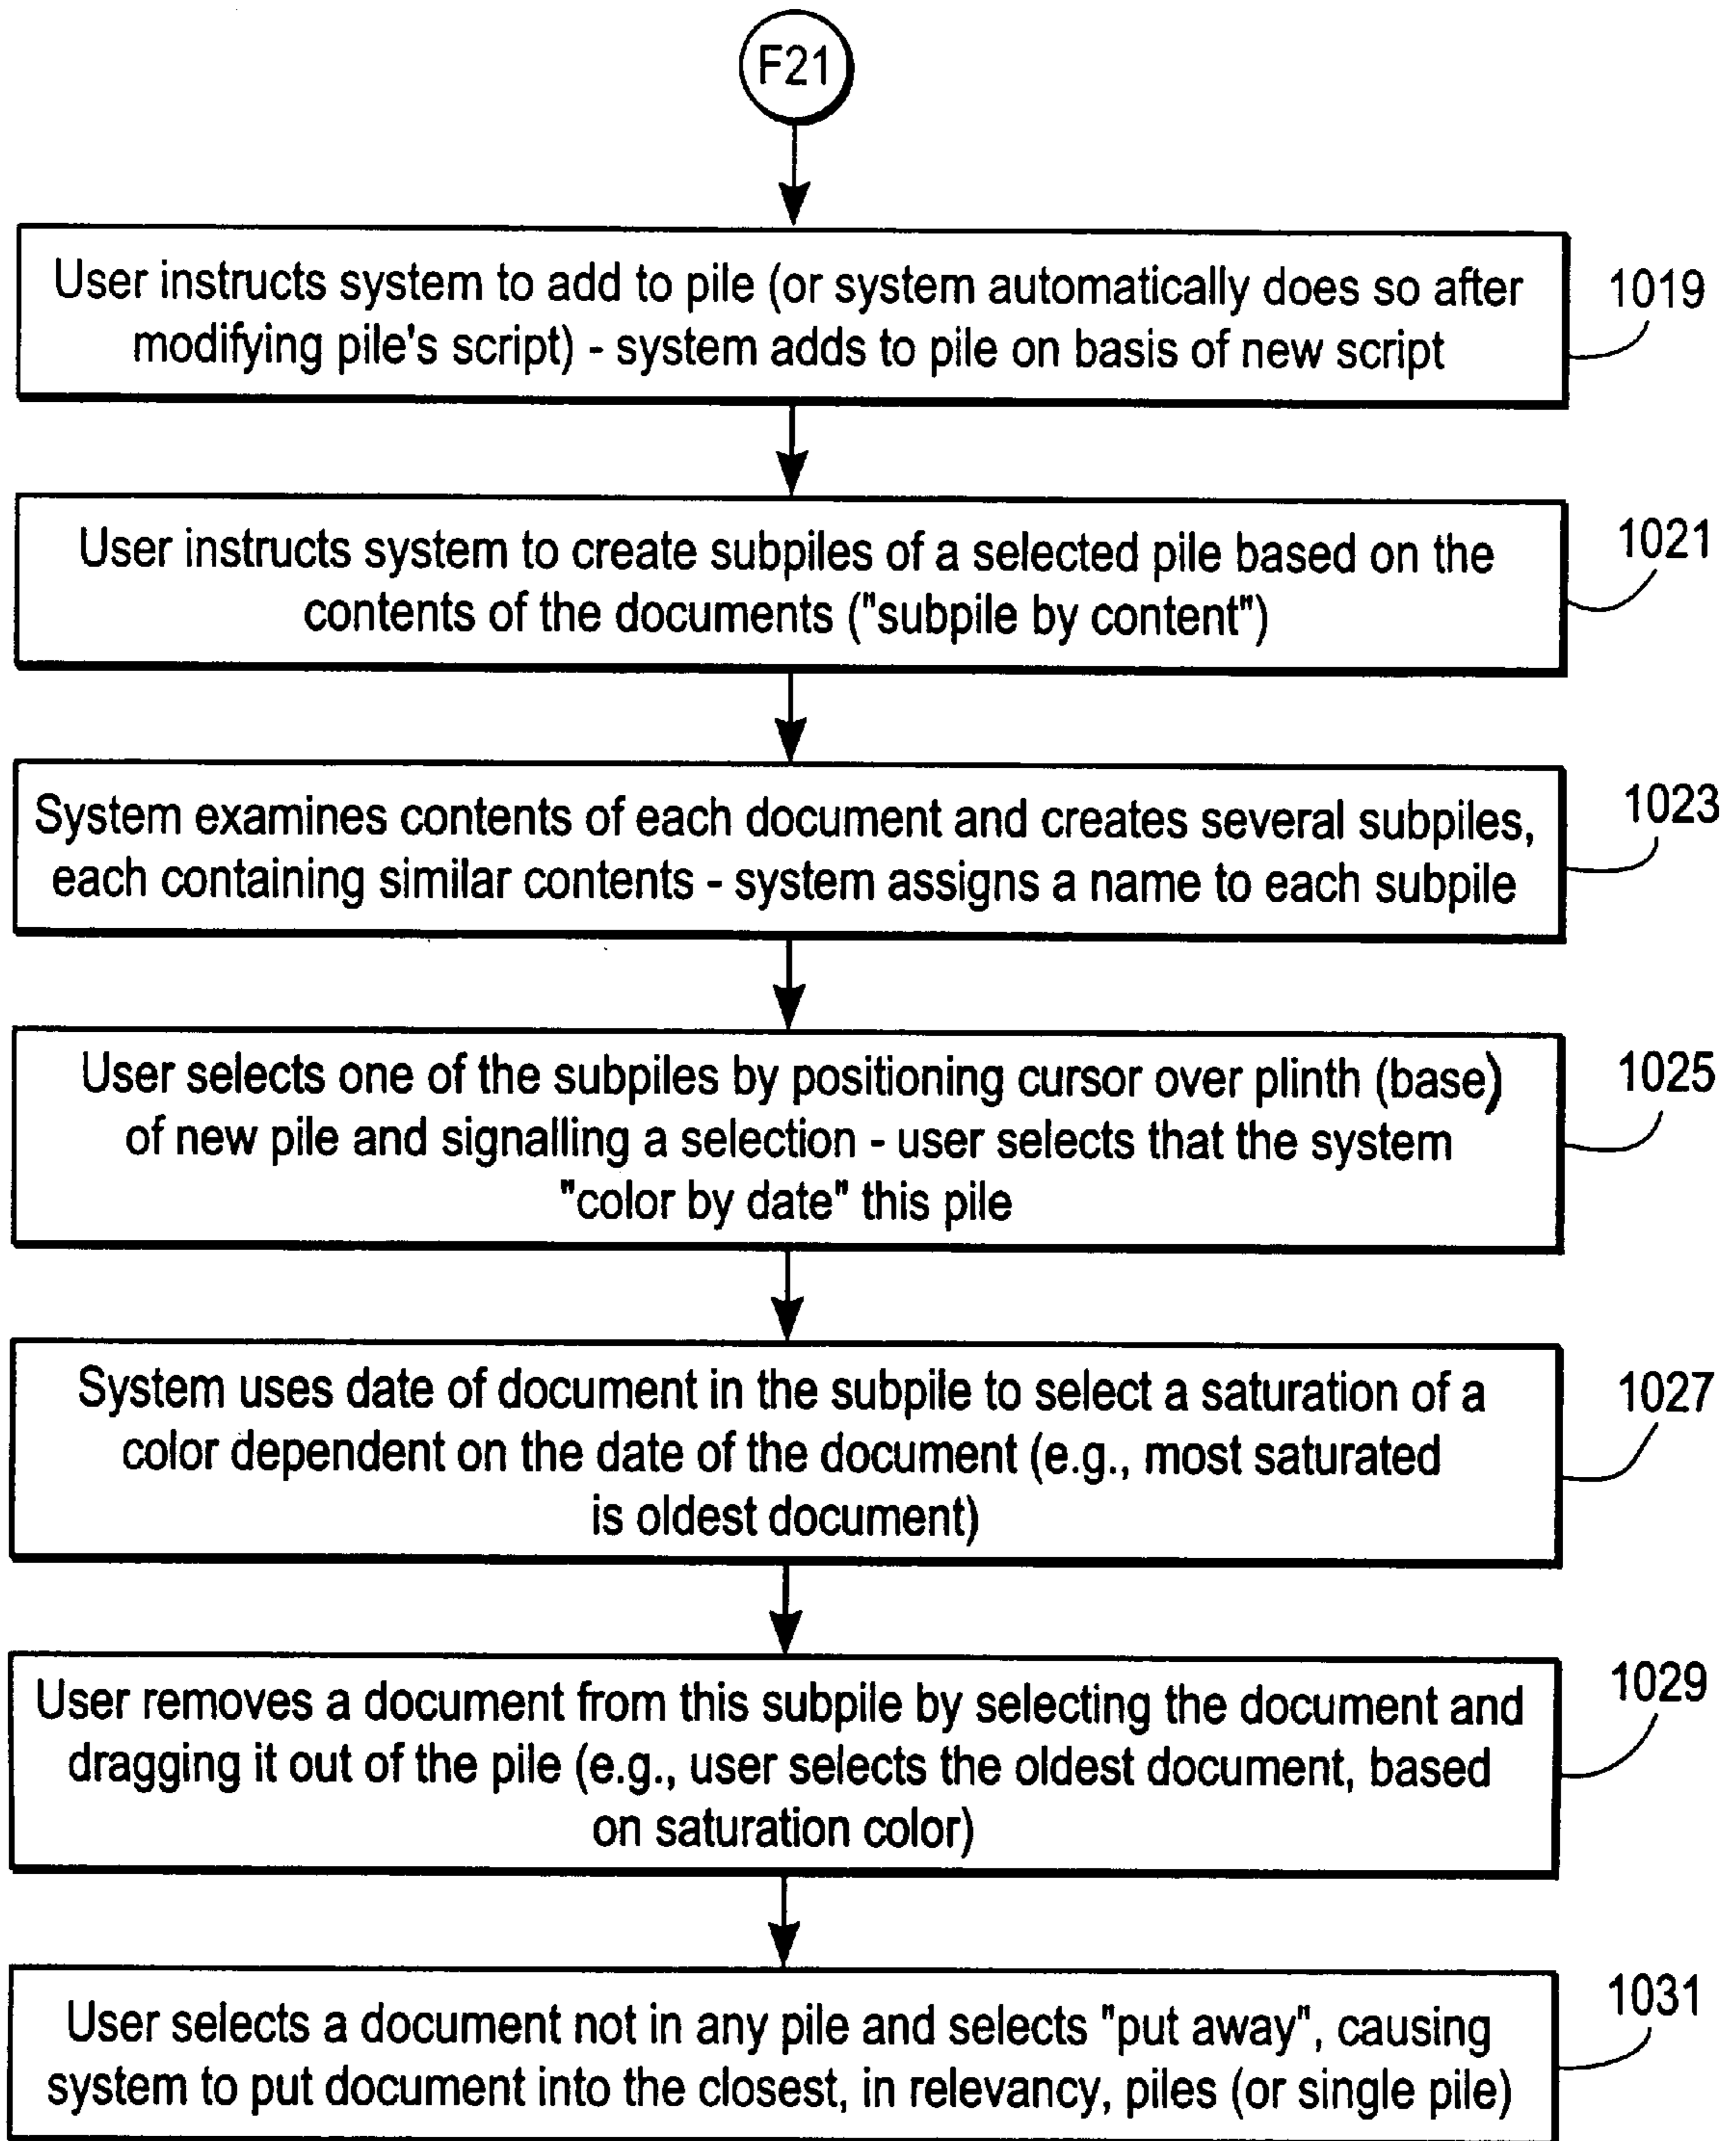 F21
User instructs system to add to pile (or system automatically does so after
modifying pile's script) - system adds to pile on basis of new script
1019
User instructs system to create subpiles of a selected pile based on the
contents of the documents ("subpile by content")
1021
System examines contents of each document and creates several subpiles,
each containing similar contents - system assigns a name to each subpile
1023
User selects one of the subpiles by positioning cursor over plinth (base)
of new pile and signalling a selection - user selects that the system
"color by date" this pile
1025
System uses date of document in the subpile to select a saturation of a
color dependent on the date of the document (e.g., most saturated
is oldest document)
1027
User removes a document from this subpile by selecting the document and
dragging it out of the pile (e.g., user selects the oldest document, based
on saturation color)
1029
User selects a document not in any pile and selects "put away", causing
system to put document into the closest, in relevancy, piles (or single pile)
1031